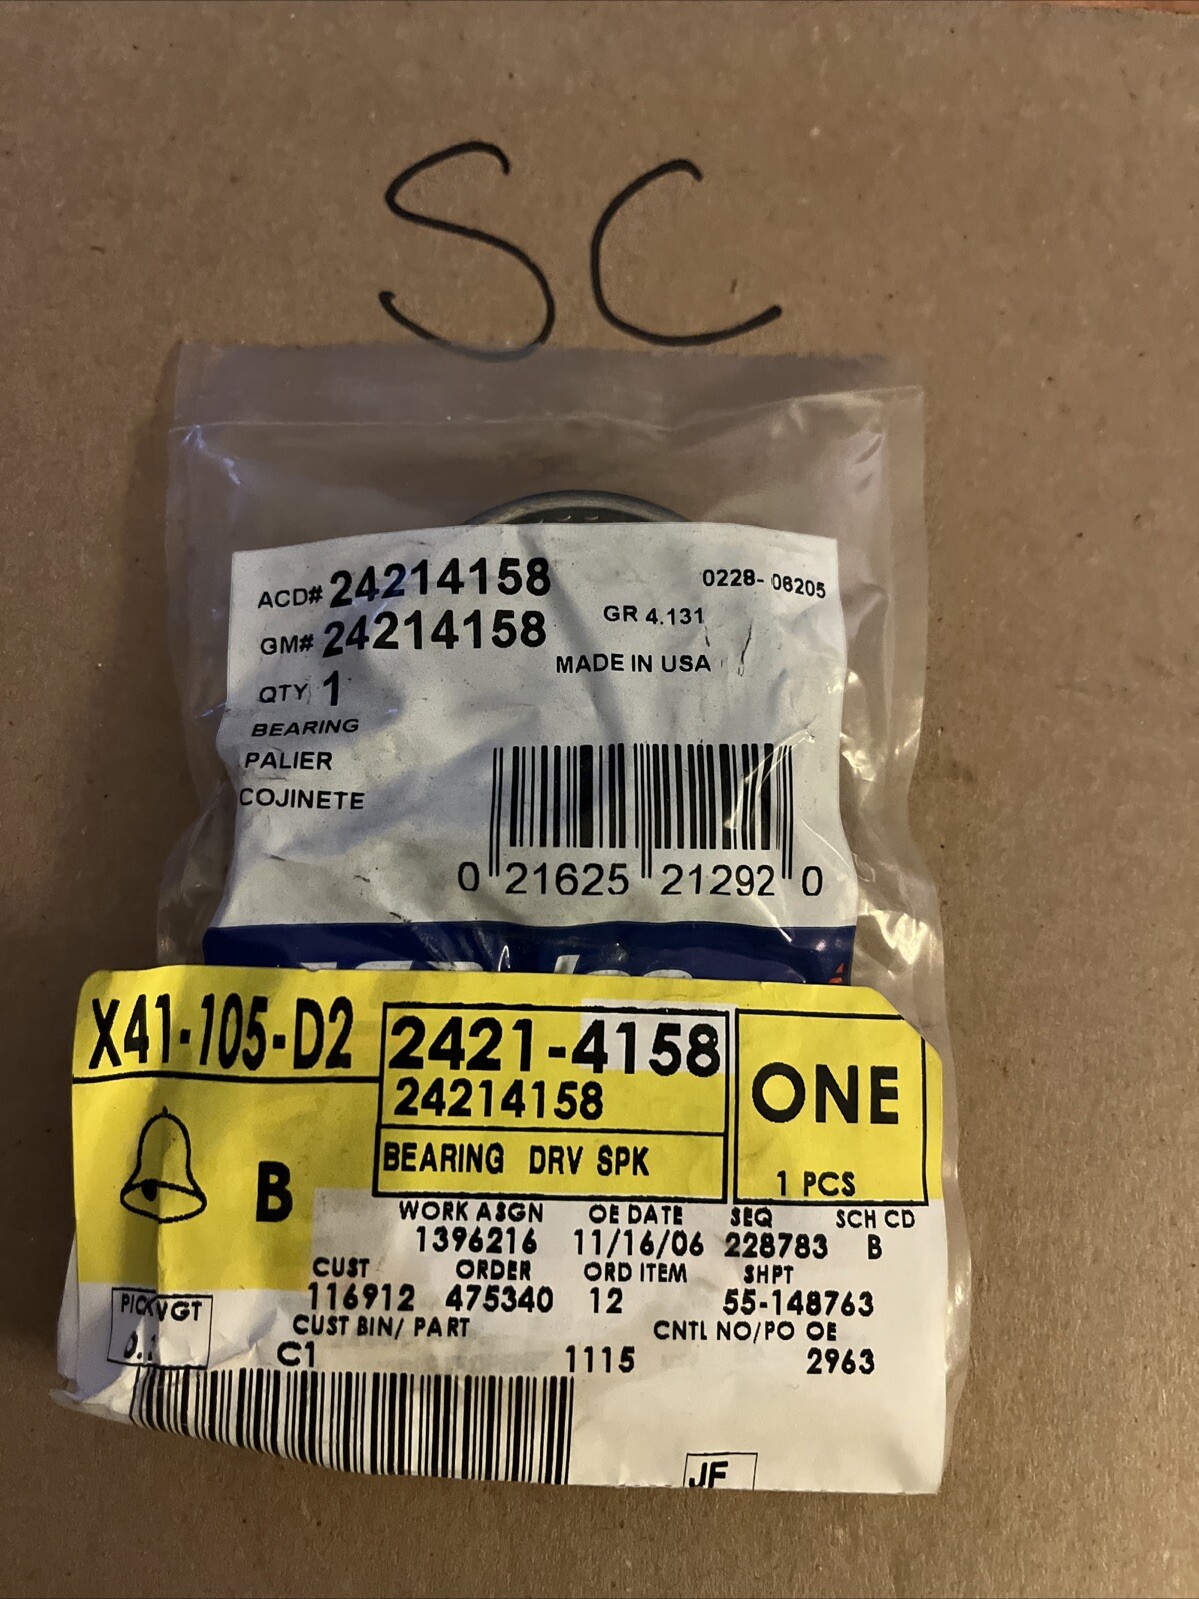 SC
ACD# 24214158
0228- 06205
GM# 24214158
GR 4.131
MADE IN USA
QTY 1
BEARING
PALIER
COJINETE
0 21625 21292 0
X41-105-D2
2421-4158
24214158
ONE
BEARING DRV SPK
1 PCS
B
WORK ASGN OE DATE SEQ SCH CD
1396216 11/16/06 228783 B
CUST ORDER ORD ITEM SHPT
116912 475340 12 55-148763
CUST BIN/ PART CNTL NO/PO OE
C1 1115 2963
JF